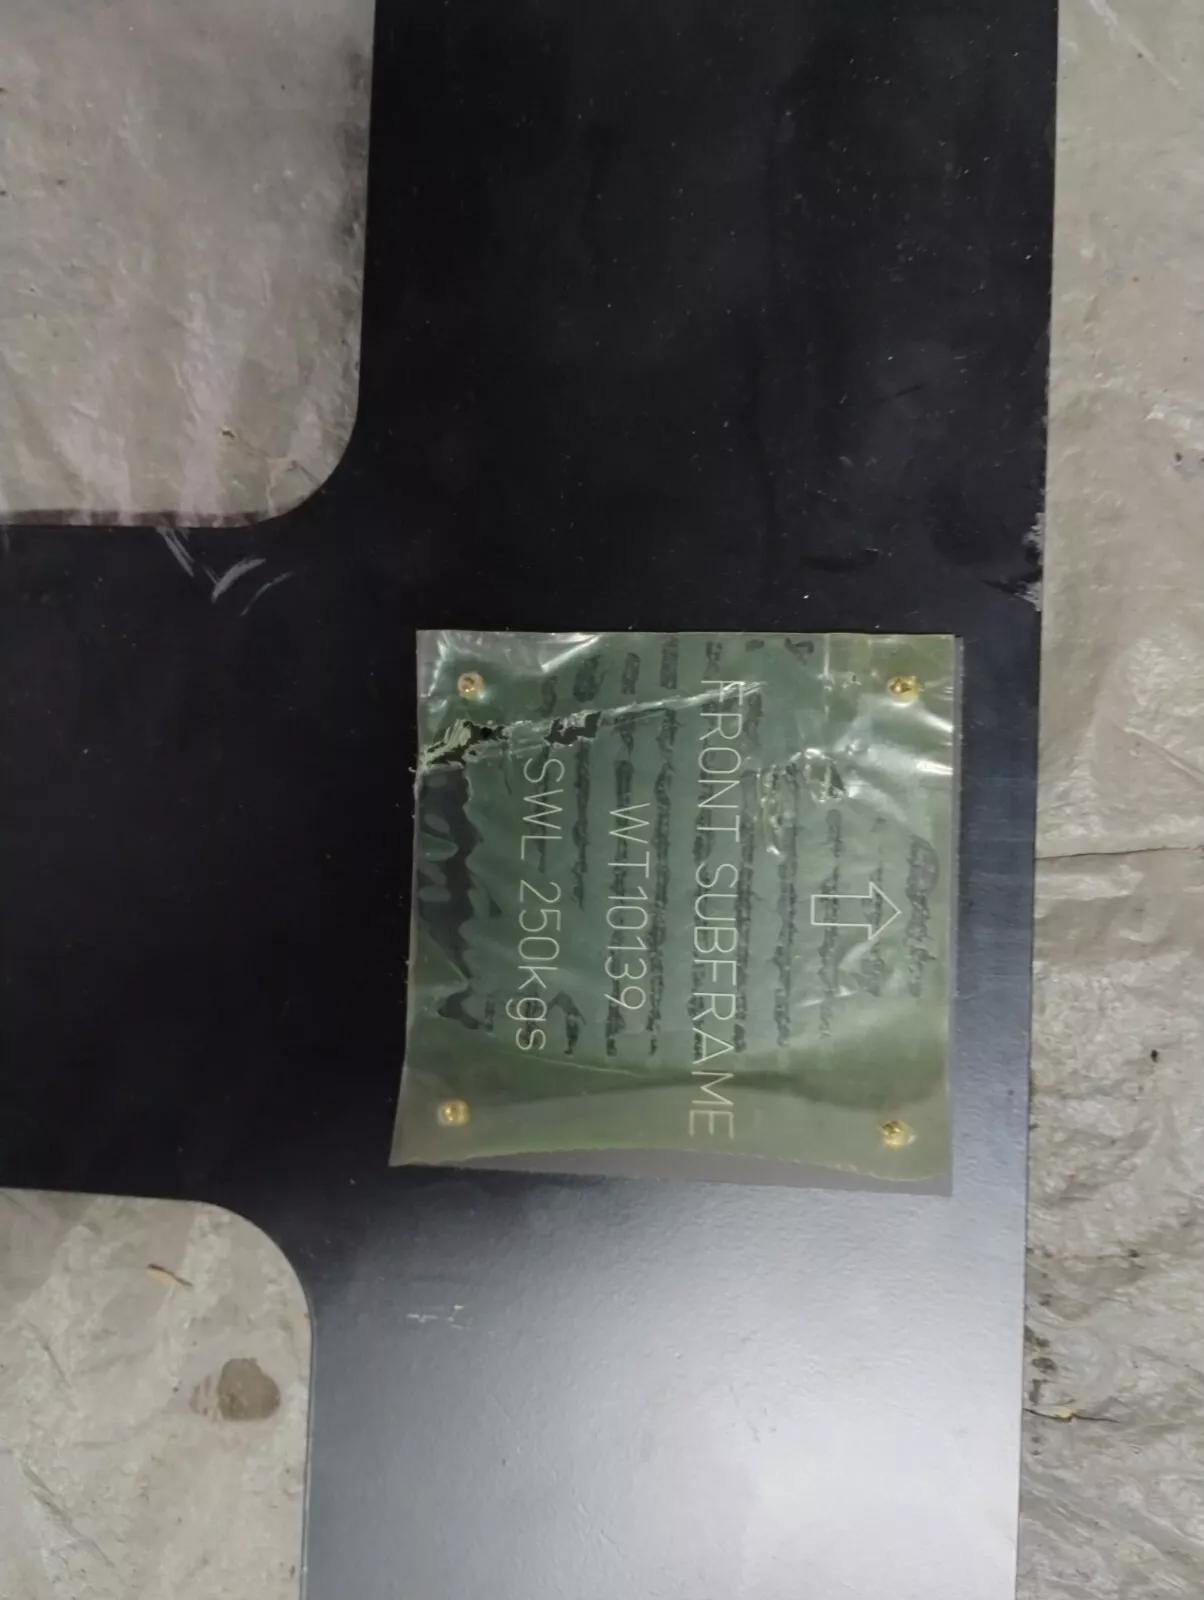 FRONT SUBFRAME
WT10139
SWL 250kgs